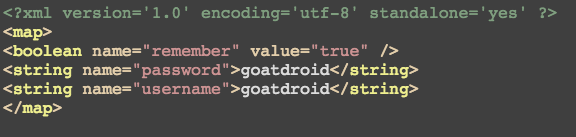 <?xml version='1.0' encoding='utf-8' standalone='yes' ?>
<map>
<boolean name="remember" value="true" />
<string name="password">goatdroid</string>
<string name="username">goatdroid</string>
</map>